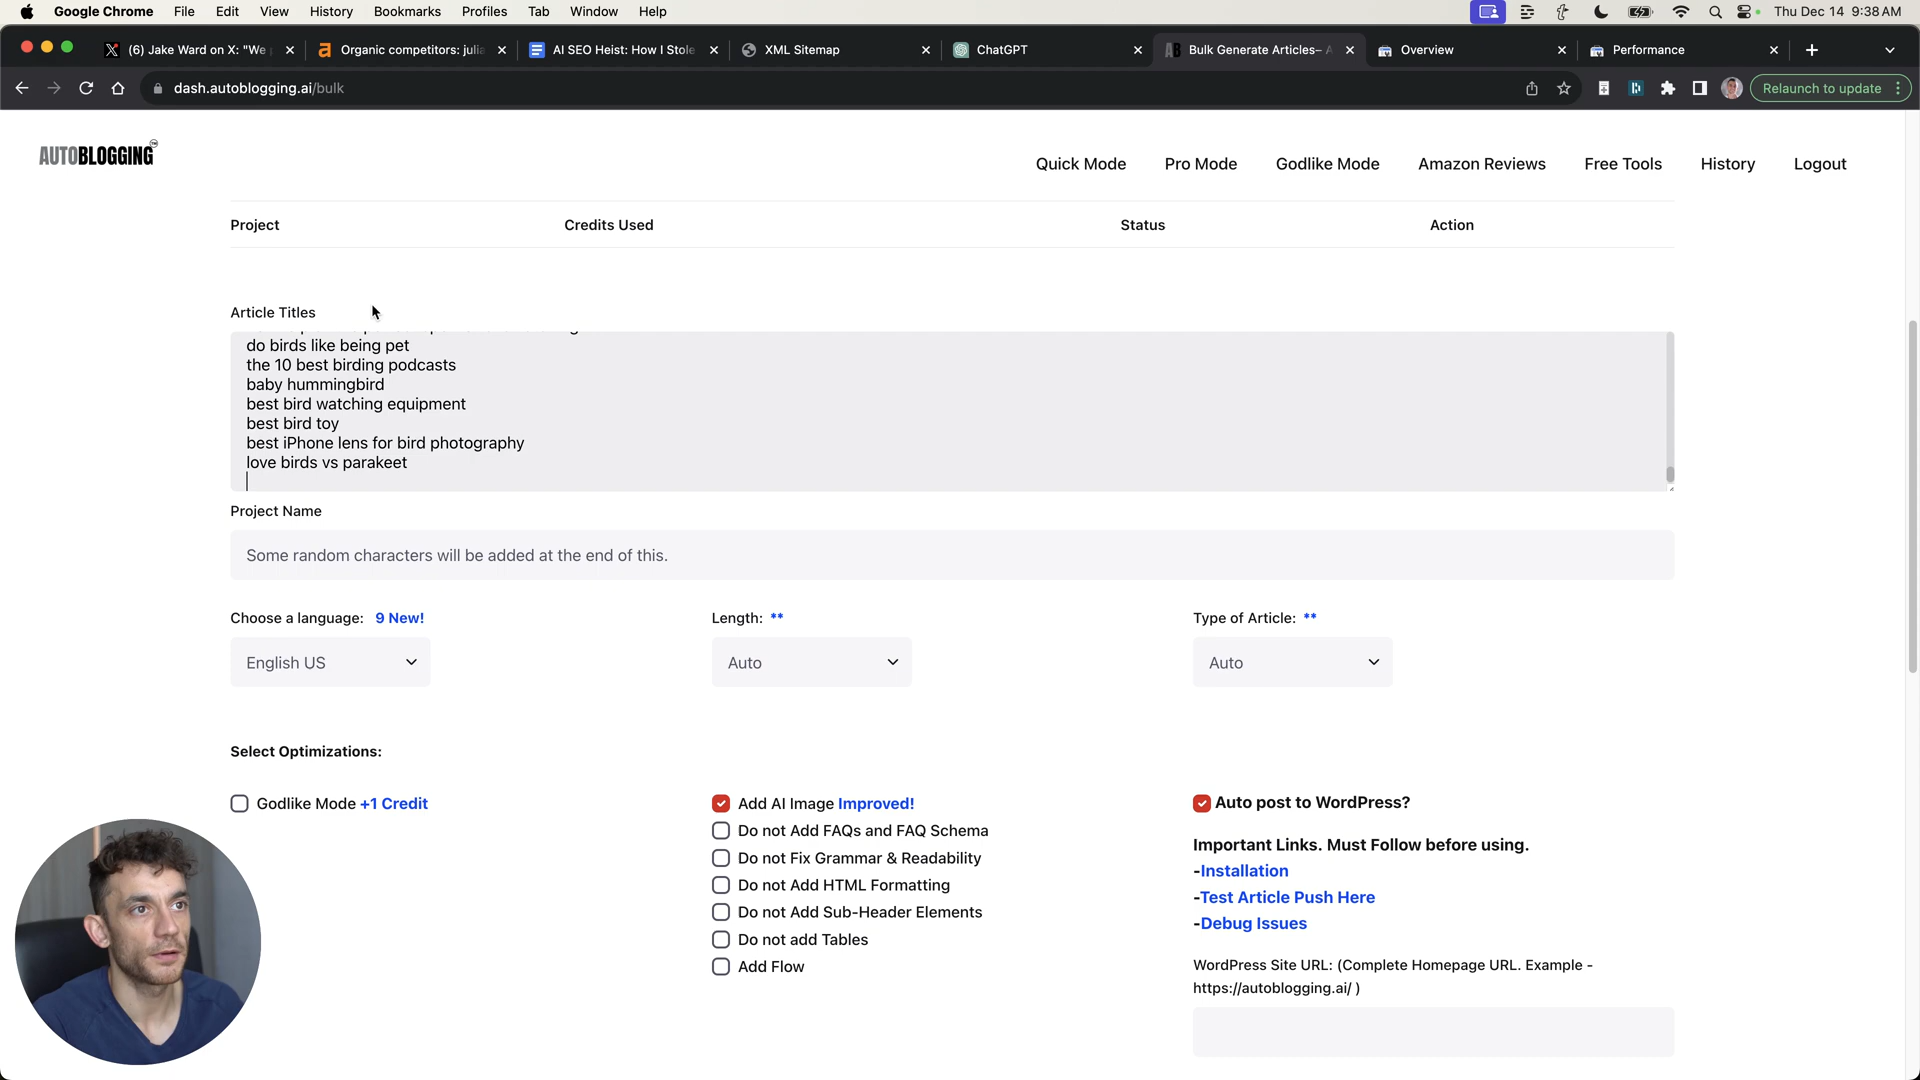 Google Chrome File Edit View History Bookmarks Profiles Tab Window Help Thu Dec 14 9:38 AM
(6) Jake Ward on X: "We Organic competitors: julia AI SEO Heist: How I Stole XML Sitemap ChatGPT Bulk Generate Articles– A Overview Performance
dash.autoblogging.ai/bulk Relaunch to update
AUTOBLOGGING™
Quick Mode Pro Mode Godlike Mode Amazon Reviews Free Tools History Logout
Project Credits Used Status Action
Article Titles
do birds like being pet
the 10 best birding podcasts
baby hummingbird
best bird watching equipment
best bird toy
best iPhone lens for bird photography
love birds vs parakeet
Project Name
Some random characters will be added at the end of this.
Choose a language: 9 New! Length: ** Type of Article: **
English US Auto Auto
Select Optimizations:
Godlike Mode +1 Credit
Add AI Image Improved!
Do not Add FAQs and FAQ Schema
Do not Fix Grammar & Readability
Do not Add HTML Formatting
Do not Add Sub-Header Elements
Do not add Tables
Add Flow
Auto post to WordPress?
Important Links. Must Follow before using.
-Installation
-Test Article Push Here
-Debug Issues
WordPress Site URL: (Complete Homepage URL. Example -
https://autoblogging.ai/ )